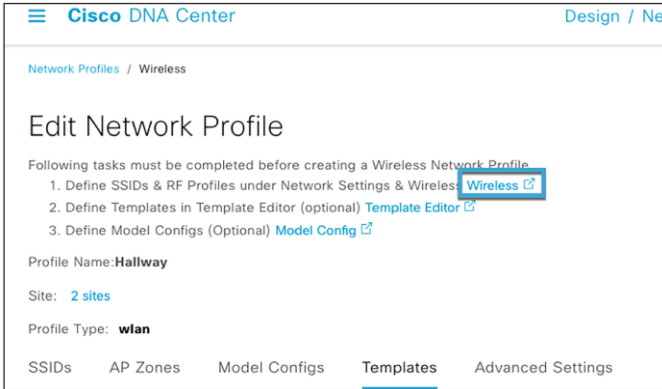 Cisco DNA Center Design / Ne
Network Profiles / Wireless
Edit Network Profile
Following tasks must be completed before creating a Wireless Network Profile
1. Define SSIDs & RF Profiles under Network Settings & Wireless Wireless
2. Define Templates in Template Editor (optional) Template Editor
3. Define Model Configs (Optional) Model Config
Profile Name:Hallway
Site: 2 sites
Profile Type: wlan
SSIDs AP Zones Model Configs Templates Advanced Settings